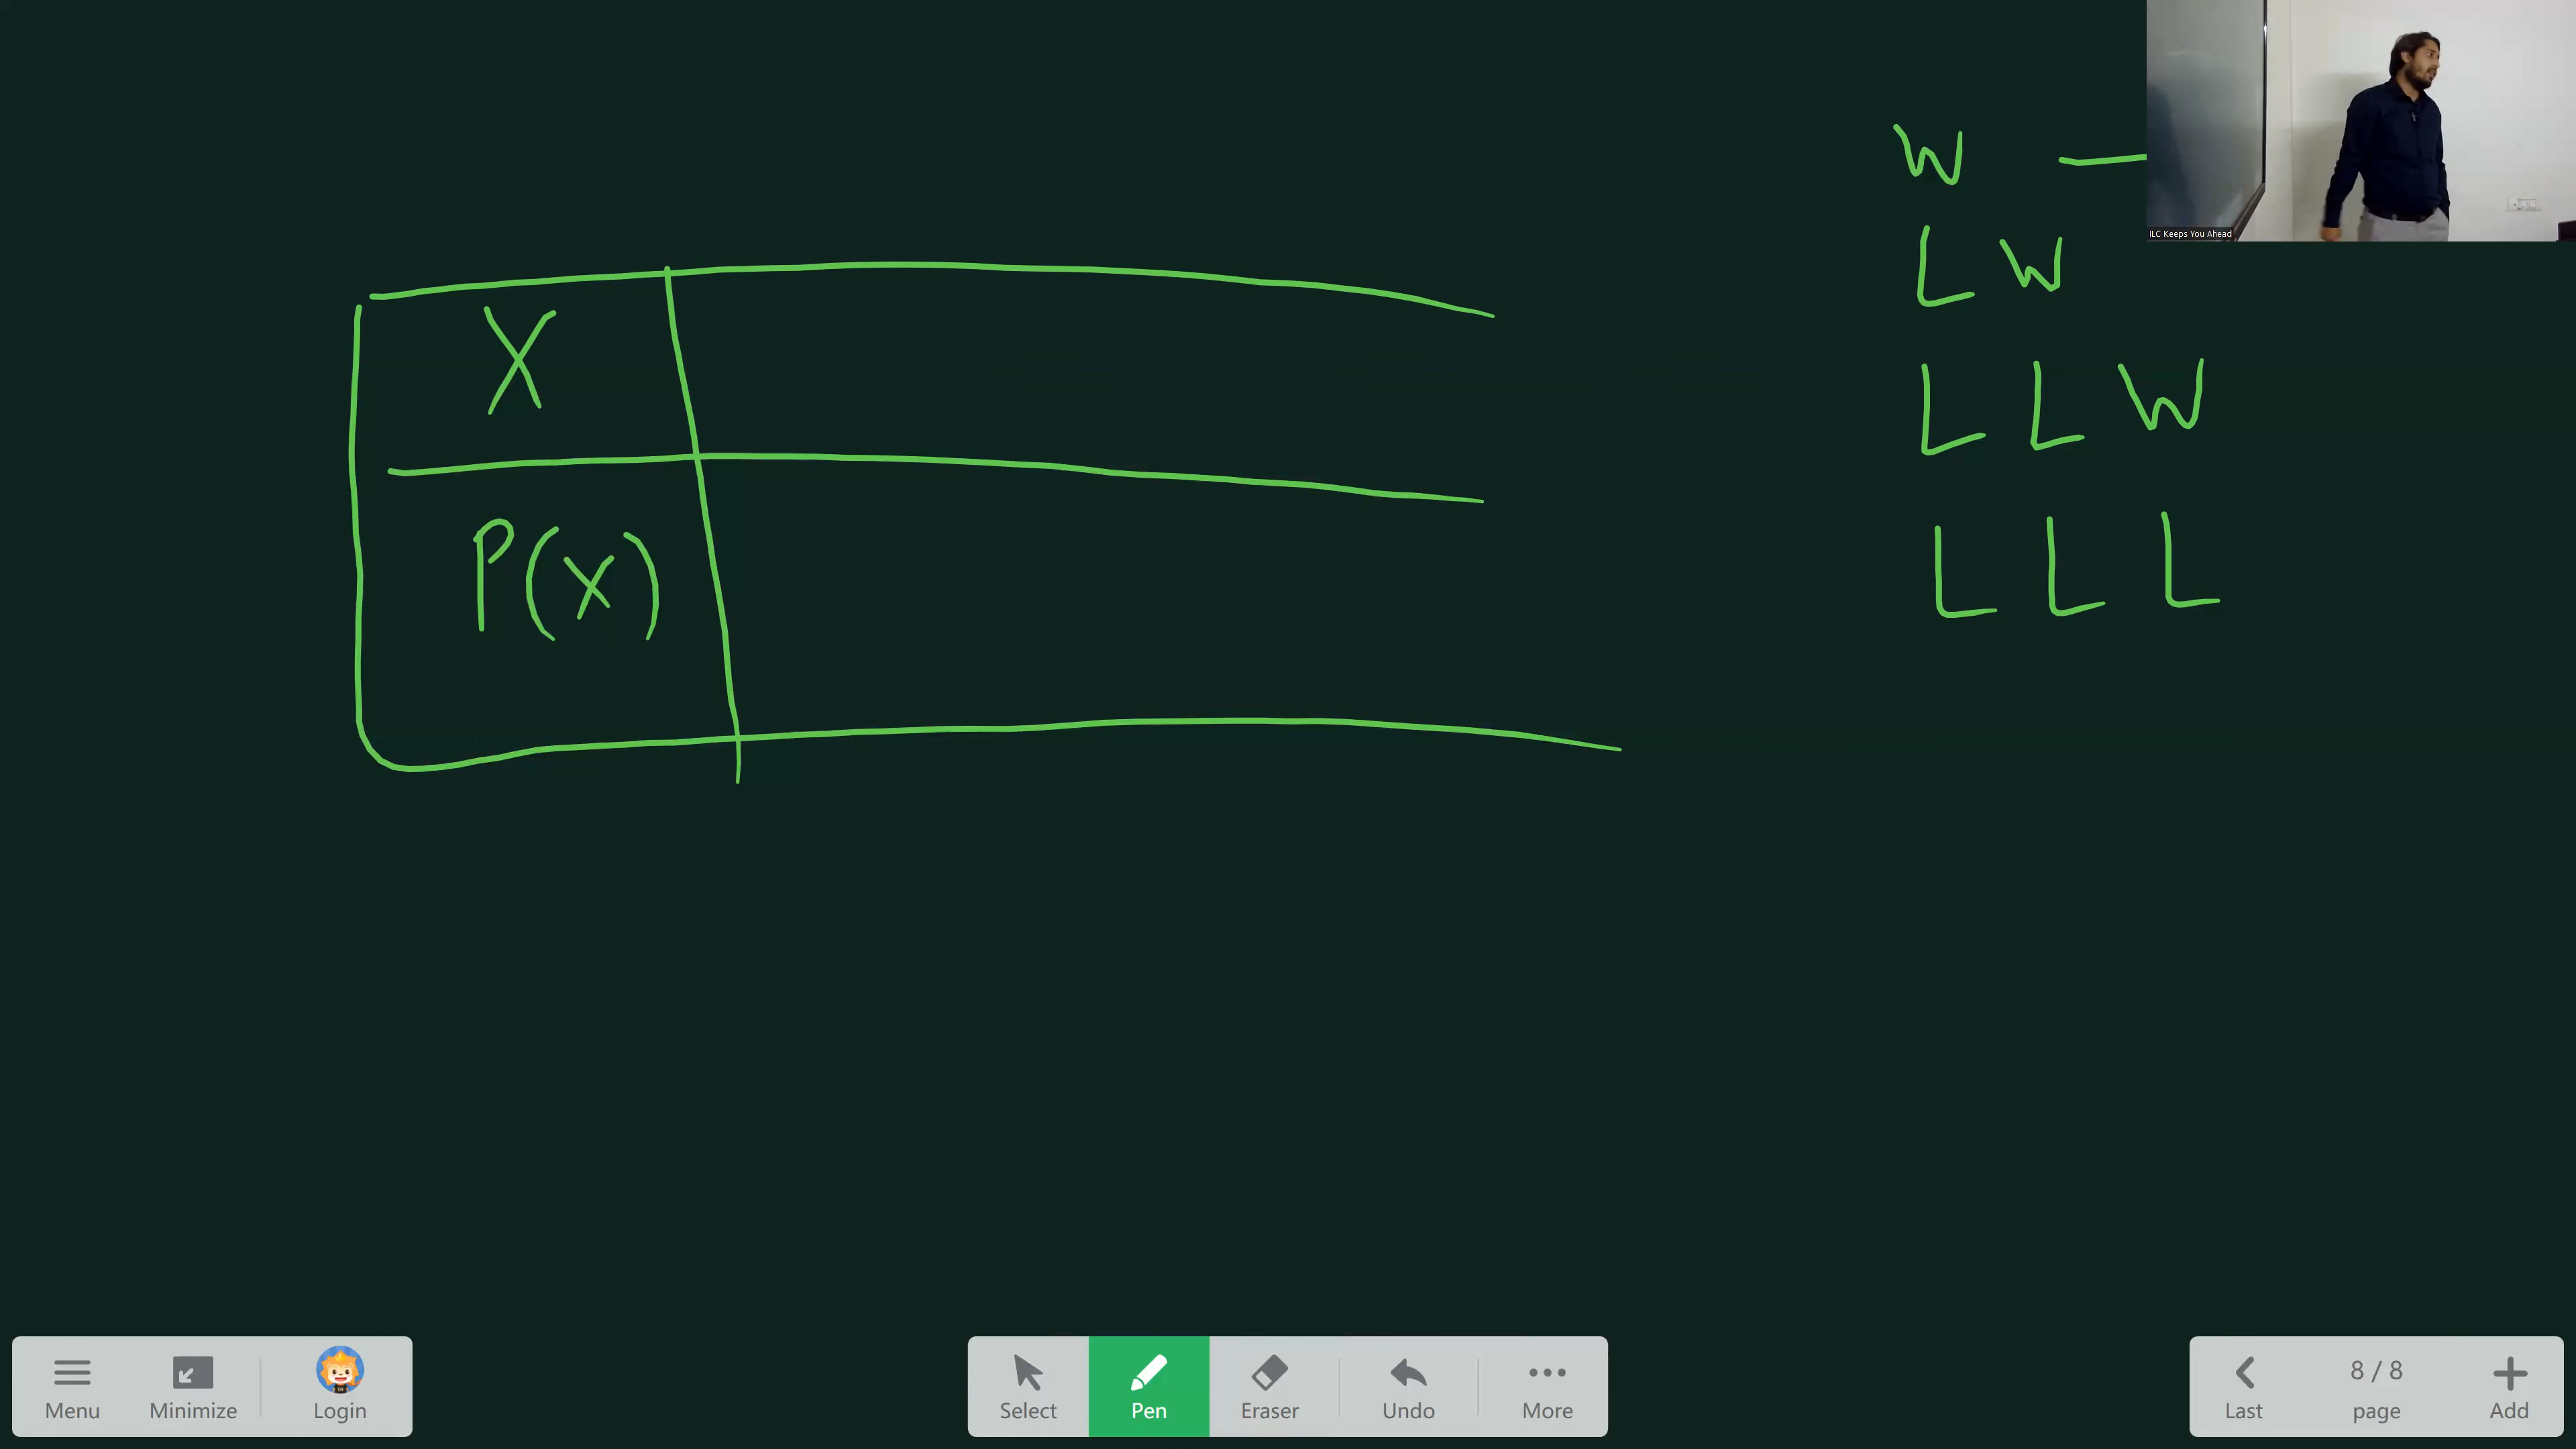 X
P(X)
W —
L W
L L W
L L L
ILC Keeps You Ahead
Menu
Minimize
Login
Select
Pen
Eraser
Undo
More
Last
8 / 8
page
Add